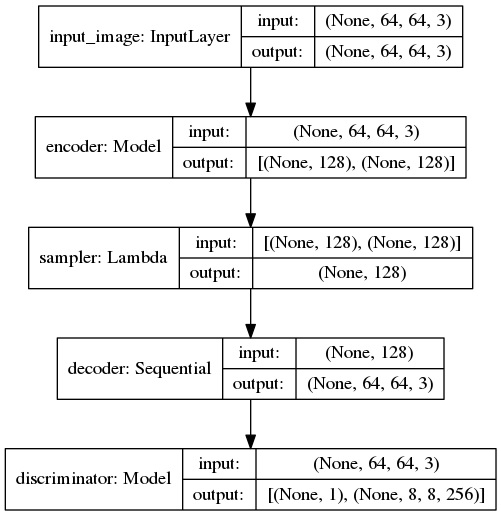 input_image: InputLayer
input:
(None, 64, 64, 3)
output:
(None, 64, 64, 3)
encoder: Model
input:
(None, 64, 64, 3)
output:
[(None, 128), (None, 128)]
sampler: Lambda
input:
[(None, 128), (None, 128)]
output:
(None, 128)
decoder: Sequential
input:
(None, 128)
output:
(None, 64, 64, 3)
discriminator: Model
input:
(None, 64, 64, 3)
output:
[(None, 1), (None, 8, 8, 256)]